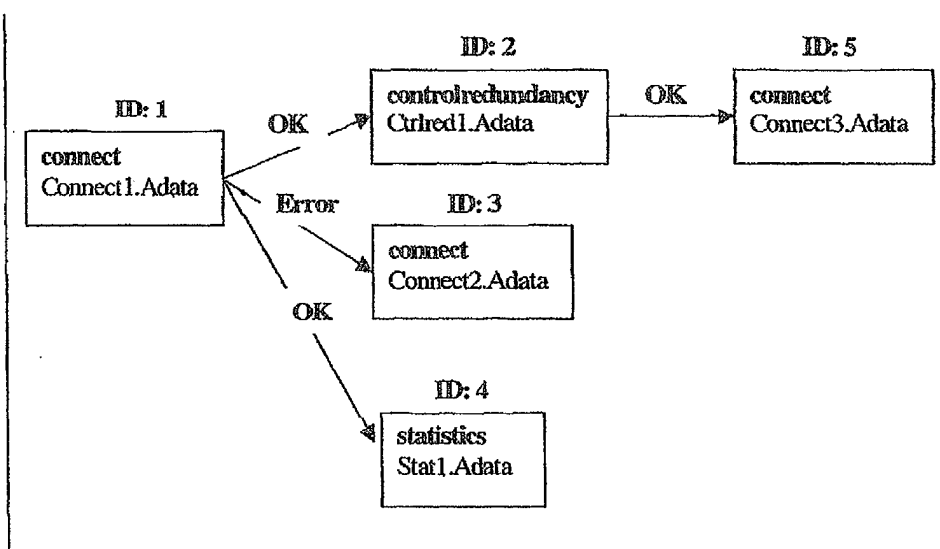 ID: 1
connect
Connect1.Adata
OK
Error
OK
ID: 2
controlredundancy
Ctrlred1.Adata
OK
ID: 5
connect
Connect3.Adata
ID: 3
connect
Connect2.Adata
ID: 4
statistics
Stat1.Adata